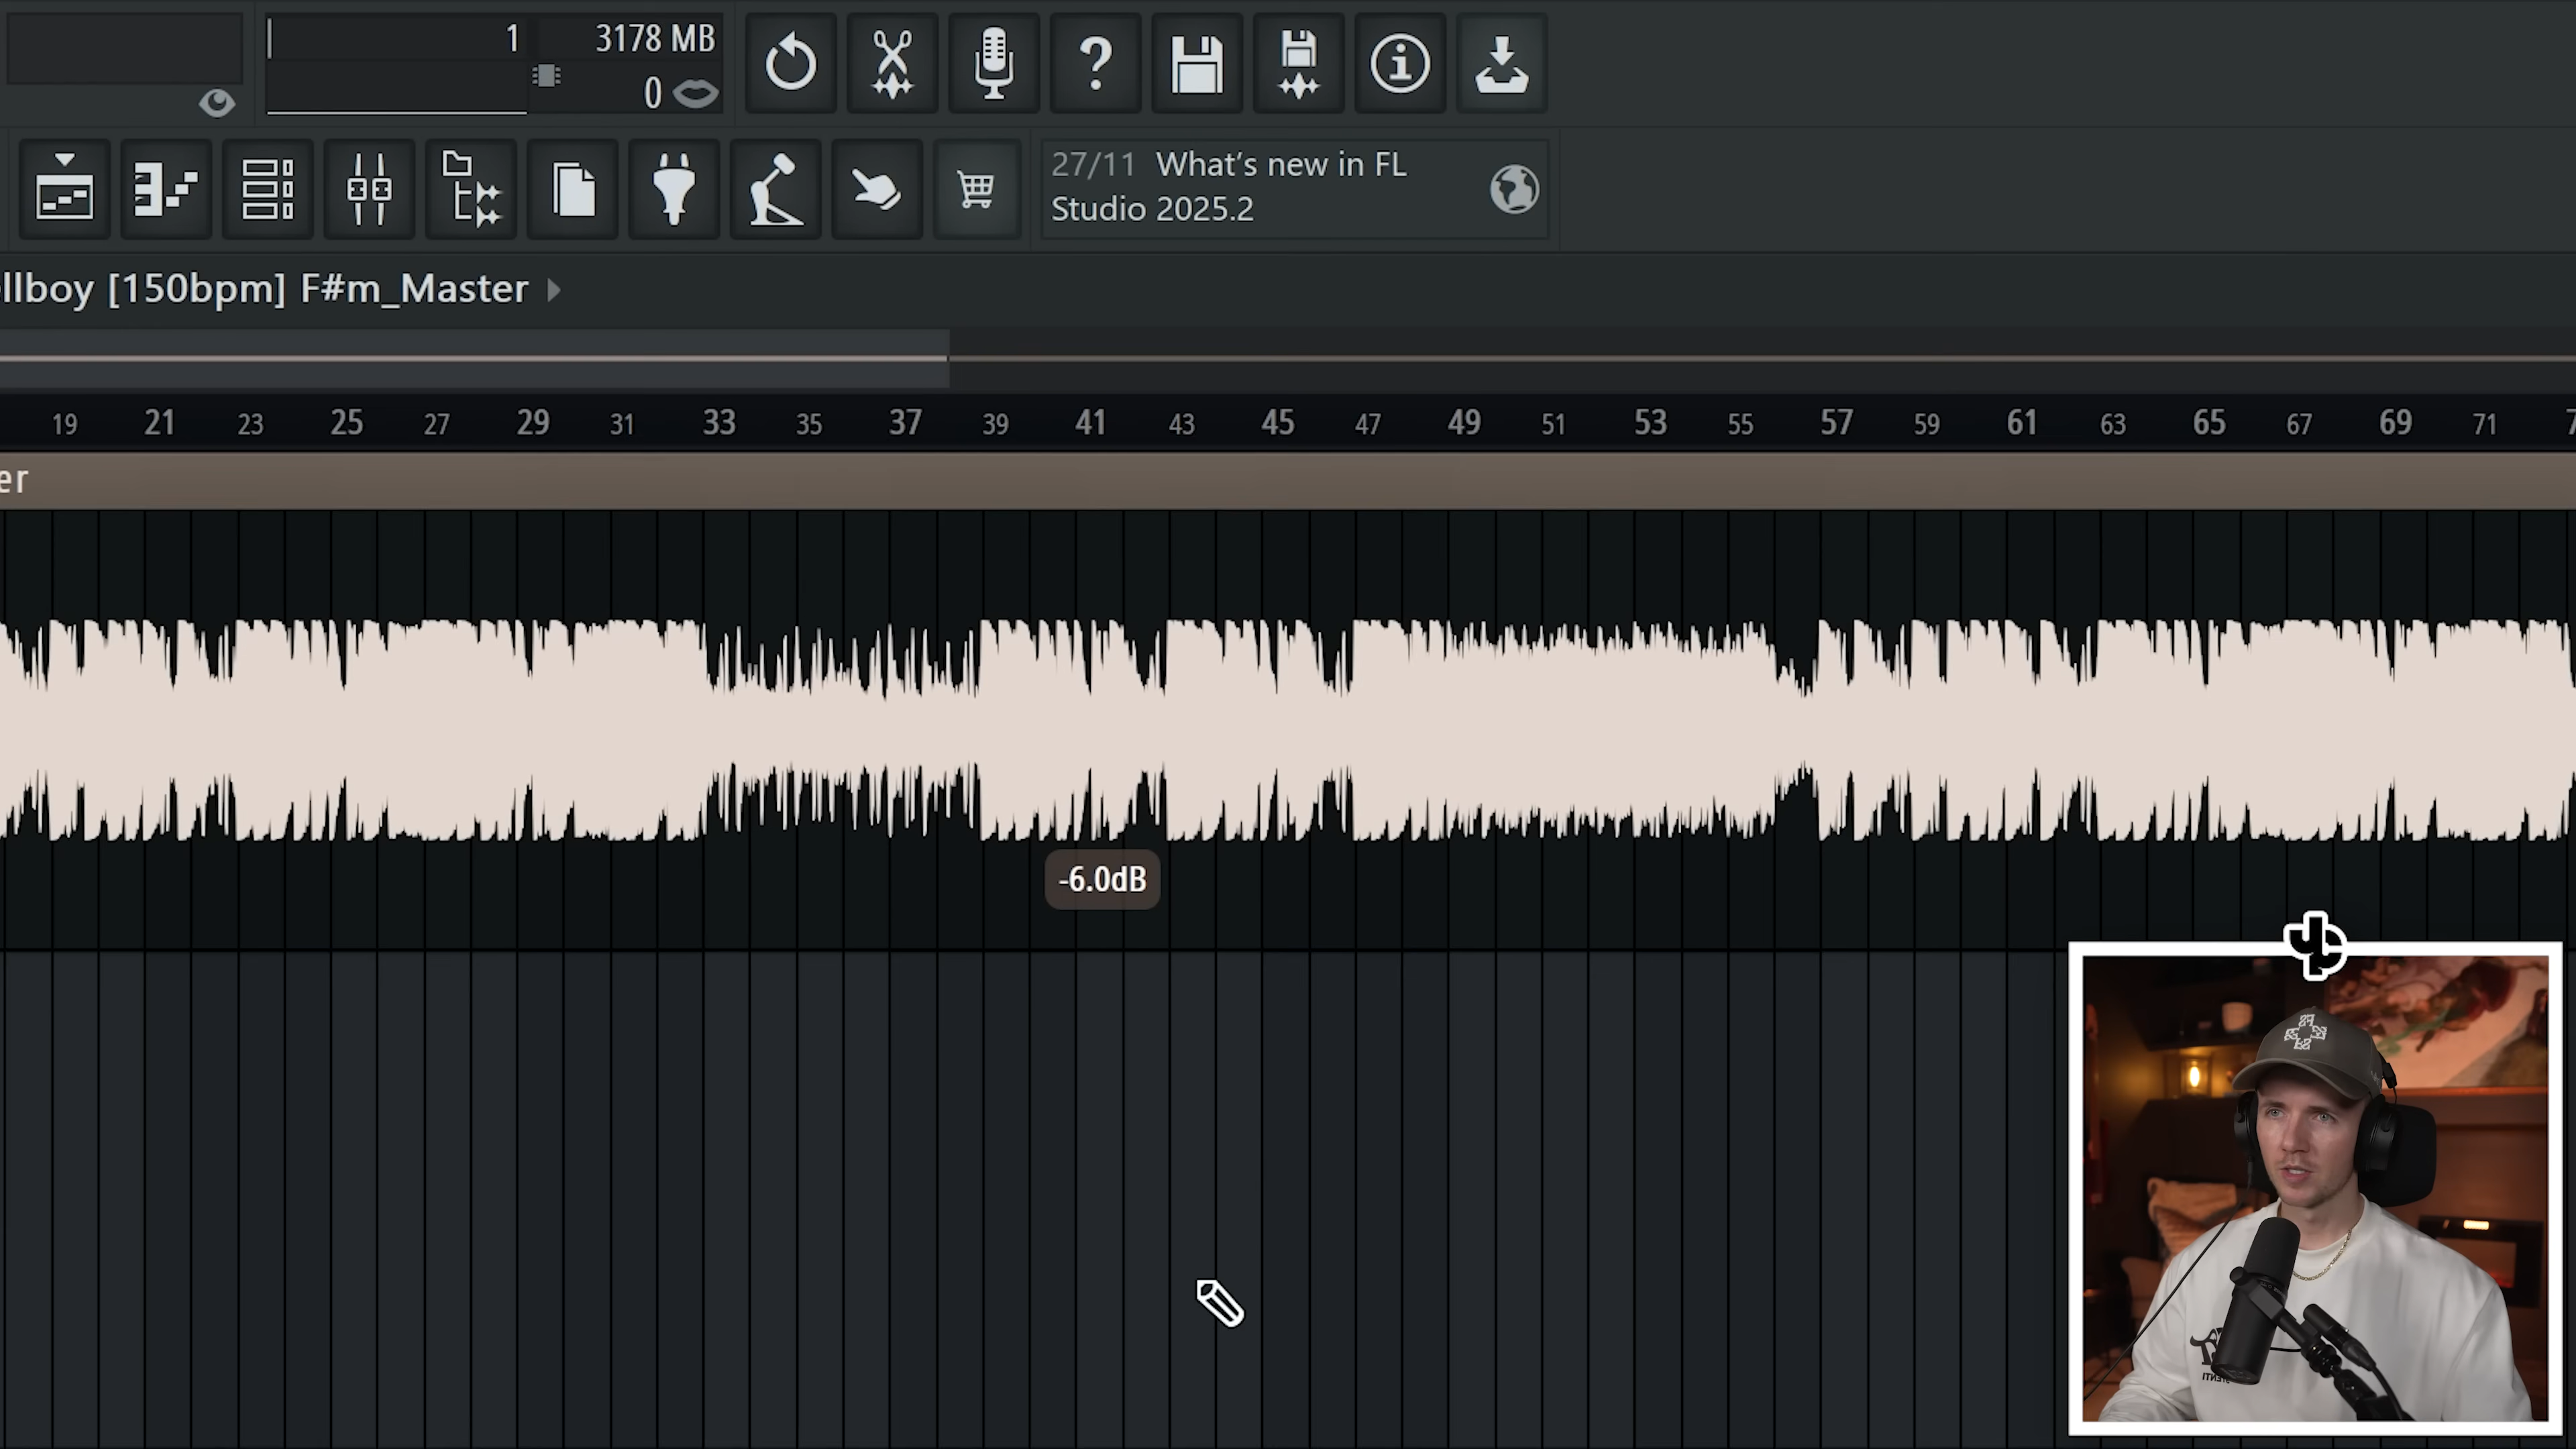 1 3178 MB
0
27/11 What's new in FL
Studio 2025.2
llboy [150bpm] F#m_Master
19 21 23 25 27 29 31 33 35 37 39 41 43 45 47 49 51 53 55 57 59 61 63 65 67 69 71 7
er
-6.0dB